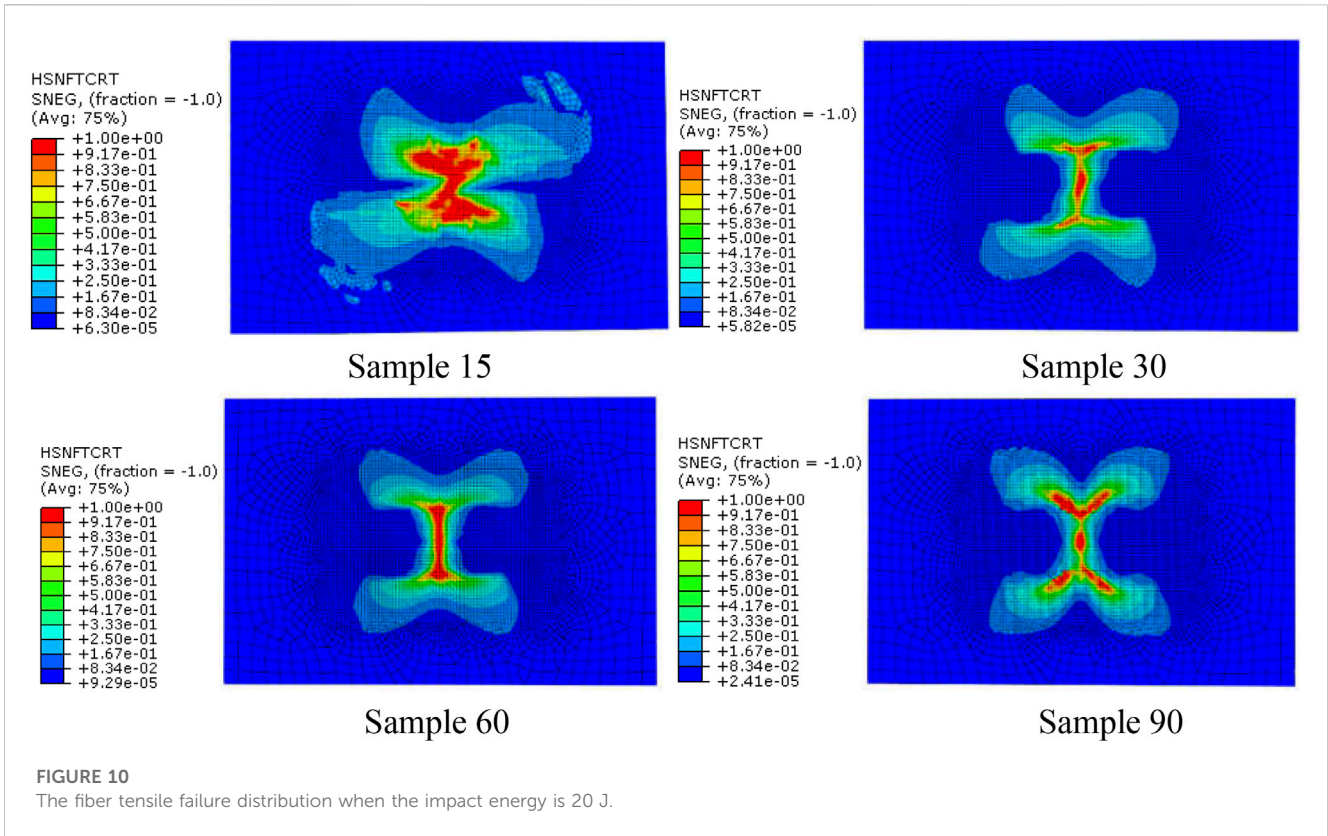 HSNFTCRT
SNEG, (fraction = -1.0)
(Avg: 75%)
+1.00e+00
+9.17e-01
+8.33e-01
+7.50e-01
+6.67e-01
+5.83e-01
+5.00e-01
+4.17e-01
+3.33e-01
+2.50e-01
+1.67e-01
+8.34e-02
+6.30e-05
Sample 15
HSNFTCRT
SNEG, (fraction = -1.0)
(Avg: 75%)
+1.00e+00
+9.17e-01
+8.33e-01
+7.50e-01
+6.67e-01
+5.83e-01
+5.00e-01
+4.17e-01
+3.33e-01
+2.50e-01
+1.67e-01
+8.34e-02
+5.82e-05
Sample 30
HSNFTCRT
SNEG, (fraction = -1.0)
(Avg: 75%)
+1.00e+00
+9.17e-01
+8.33e-01
+7.50e-01
+6.67e-01
+5.83e-01
+5.00e-01
+4.17e-01
+3.33e-01
+2.50e-01
+1.67e-01
+8.34e-02
+9.29e-05
Sample 60
HSNFTCRT
SNEG, (fraction = -1.0)
(Avg: 75%)
+1.00e+00
+9.17e-01
+8.33e-01
+7.50e-01
+6.67e-01
+5.83e-01
+5.00e-01
+4.17e-01
+3.33e-01
+2.50e-01
+1.67e-01
+8.34e-02
+2.41e-05
Sample 90
FIGURE 10
The fiber tensile failure distribution when the impact energy is 20 J.